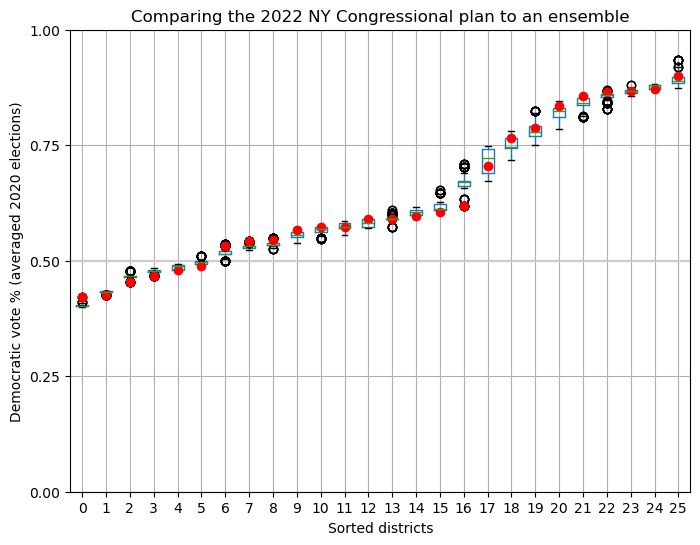 Comparing the 2022 NY Congressional plan to an ensemble
Democratic vote % (averaged 2020 elections)
1.00
0.75
0.50
0.25
0.00
0 1 2 3 4 5 6 7 8 9 10 11 12 13 14 15 16 17 18 19 20 21 22 23 24 25
Sorted districts